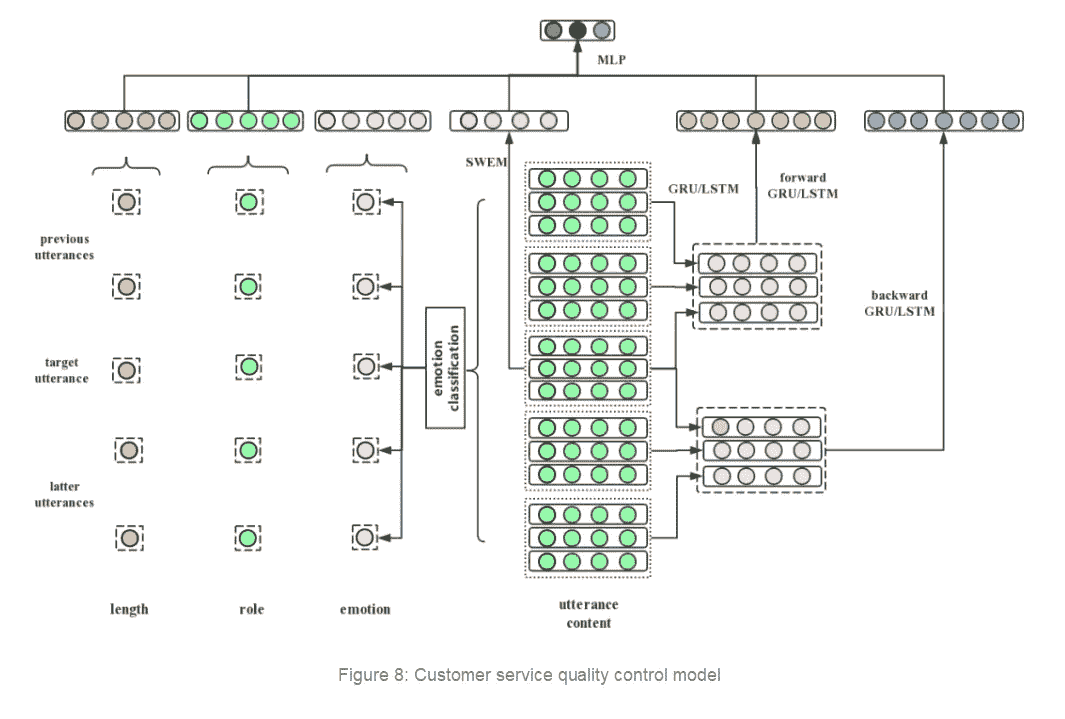 MLP
SWEM
GRU/LSTM
forward
GRU/LSTM
previous
utterances
backward
GRU/LSTM
target
utterance
emotion
classification
latter
utterances
length
role
emotion
utterance
content
Figure 8: Customer service quality control model